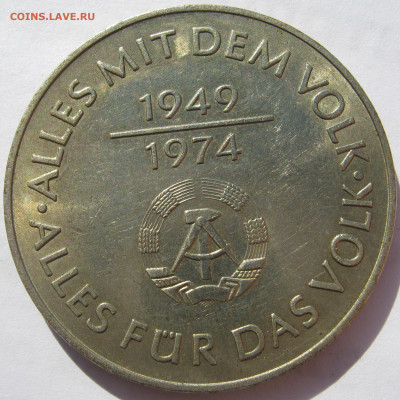 COINS.LAVE.RU
· ALLES MIT DEM VOLK ·
1949
1974
ALLES FÜR DAS VOLK